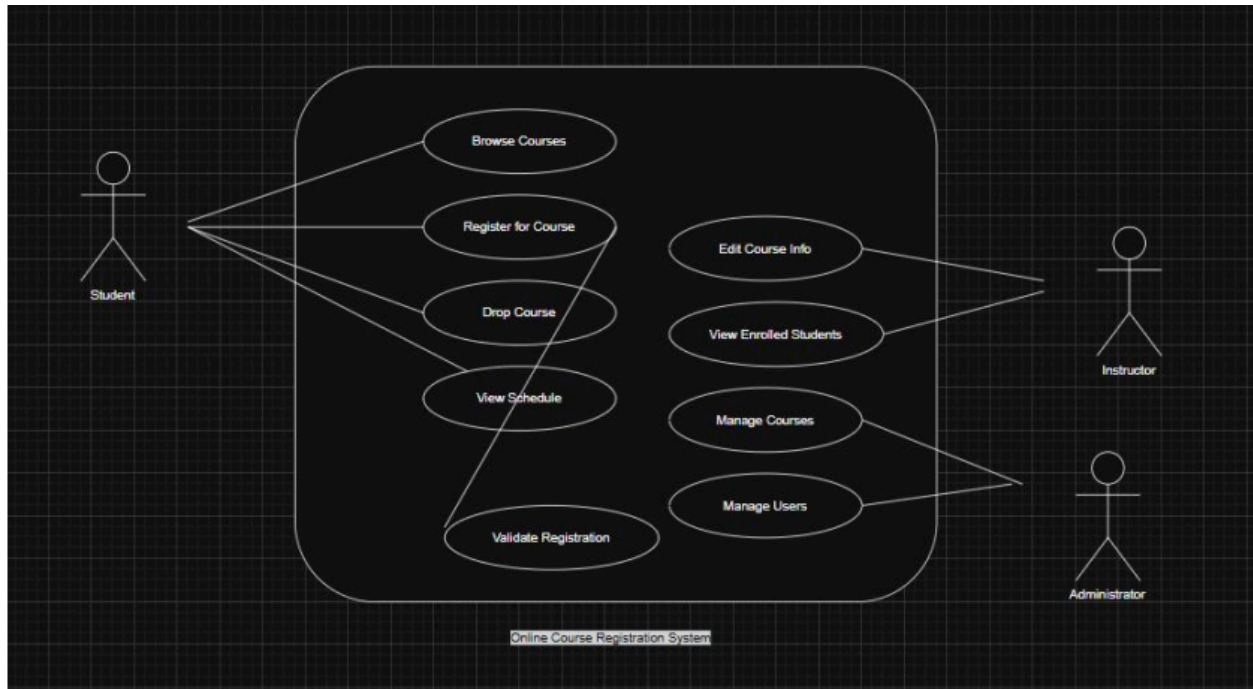 Browse Courses
Register for Course
Edit Course Info
Student
Drop Course
View Enrolled Students
Instructor
View Schedule
Manage Courses
Manage Users
Validate Registration
Administrator
Online Course Registration System